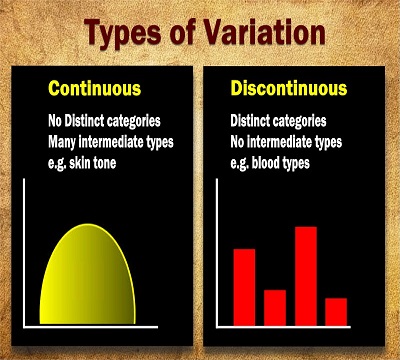 Types of Variation
Continuous
No Distinct categories
Many intermediate types
e.g. skin tone
Discontinuous
Distinct categories
No intermediate types
e.g. blood types